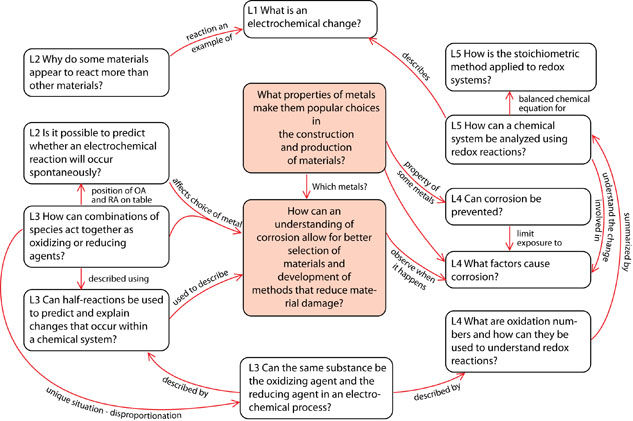 L1 What is an
electrochemical change?
reaction an
example of
L2 Why do some materials
appear to react more than
other materials?
describes
L5 How is the stoichiometric
method applied to redox
systems?
balanced chemical
equation for
What properties of metals
make them popular choices
in
the construction
and production
of materials?
L5 How can a chemical
system be analyzed using
redox reactions?
L2 Is it possible to predict
whether an electrochemical
reaction will occur
spontaneously?
position of OA
and RA on table
affects choice of metal
Which metals?
property of
some metals
L4 Can corrosion be
prevented?
limit
exposure to
involved in
understand the change
summarized by
L3 How can combinations of
species act together as
oxidizing or reducing
agents?
described using
How can an
understanding of
corrosion allow for better
selection of
materials and
development of
methods that reduce mate-
rial damage?
observe when
it happens
L4 What factors cause
corrosion?
used to describe
L3 Can half-reactions be used
to predict and explain
changes that occur within
a chemical system?
L4 What are oxidation num-
bers and how can they be
used to understand redox
reactions?
L3 Can the same substance be
the oxidizing agent and the
reducing agent in an electro-
chemical process?
described by
described by
unique situation - disproportionation